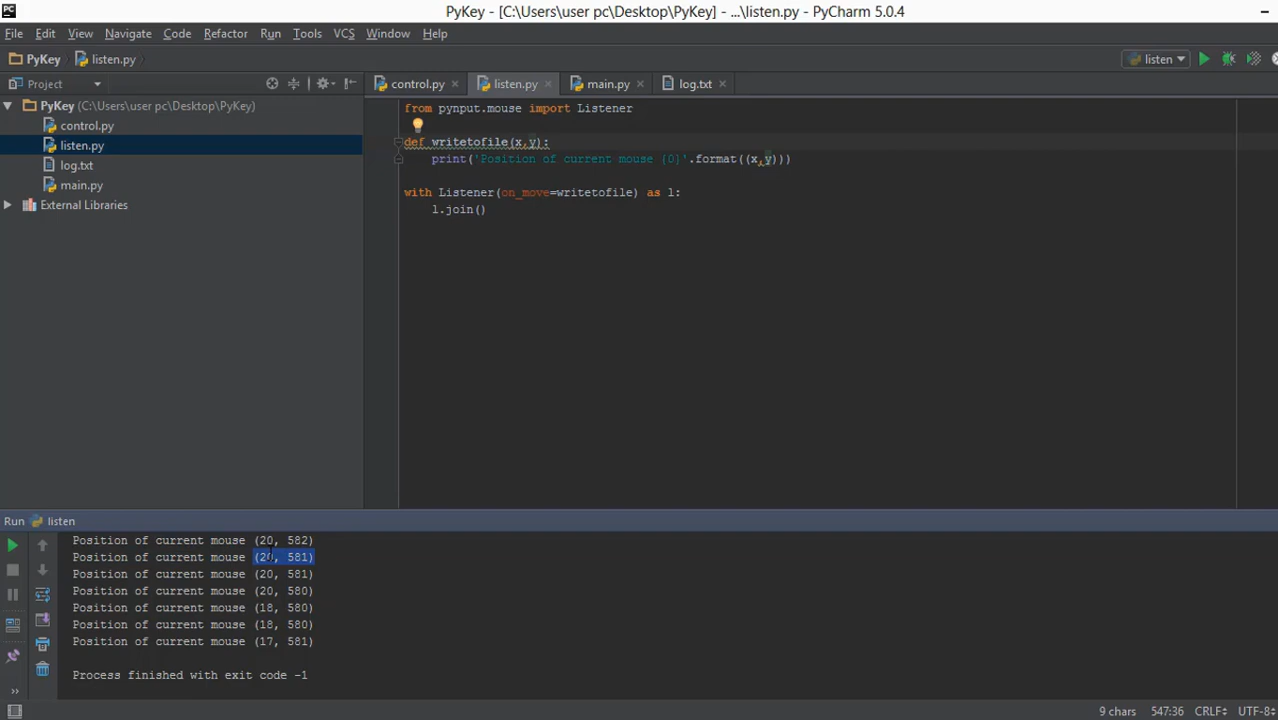 PC
PyKey - [C:\Users\user pc\Desktop\PyKey] - ...\listen.py - PyCharm 5.0.4
File Edit View Navigate Code Refactor Run Tools VCS Window Help
PyKey listen.py listen
Project control.py listen.py main.py log.txt
PyKey (C:\Users\user pc\Desktop\PyKey)
control.py
listen.py
log.txt
main.py
External Libraries
from pynput.mouse import Listener
def writetofile(x,y):
print('Position of current mouse {0}'.format((x,y)))
with Listener(on_move=writetofile) as l:
l.join()
Run listen
Position of current mouse (20, 582)
Position of current mouse (20, 581)
Position of current mouse (20, 581)
Position of current mouse (20, 580)
Position of current mouse (18, 580)
Position of current mouse (18, 580)
Position of current mouse (17, 581)
Process finished with exit code -1
9 chars 547:36 CRLF UTF-8